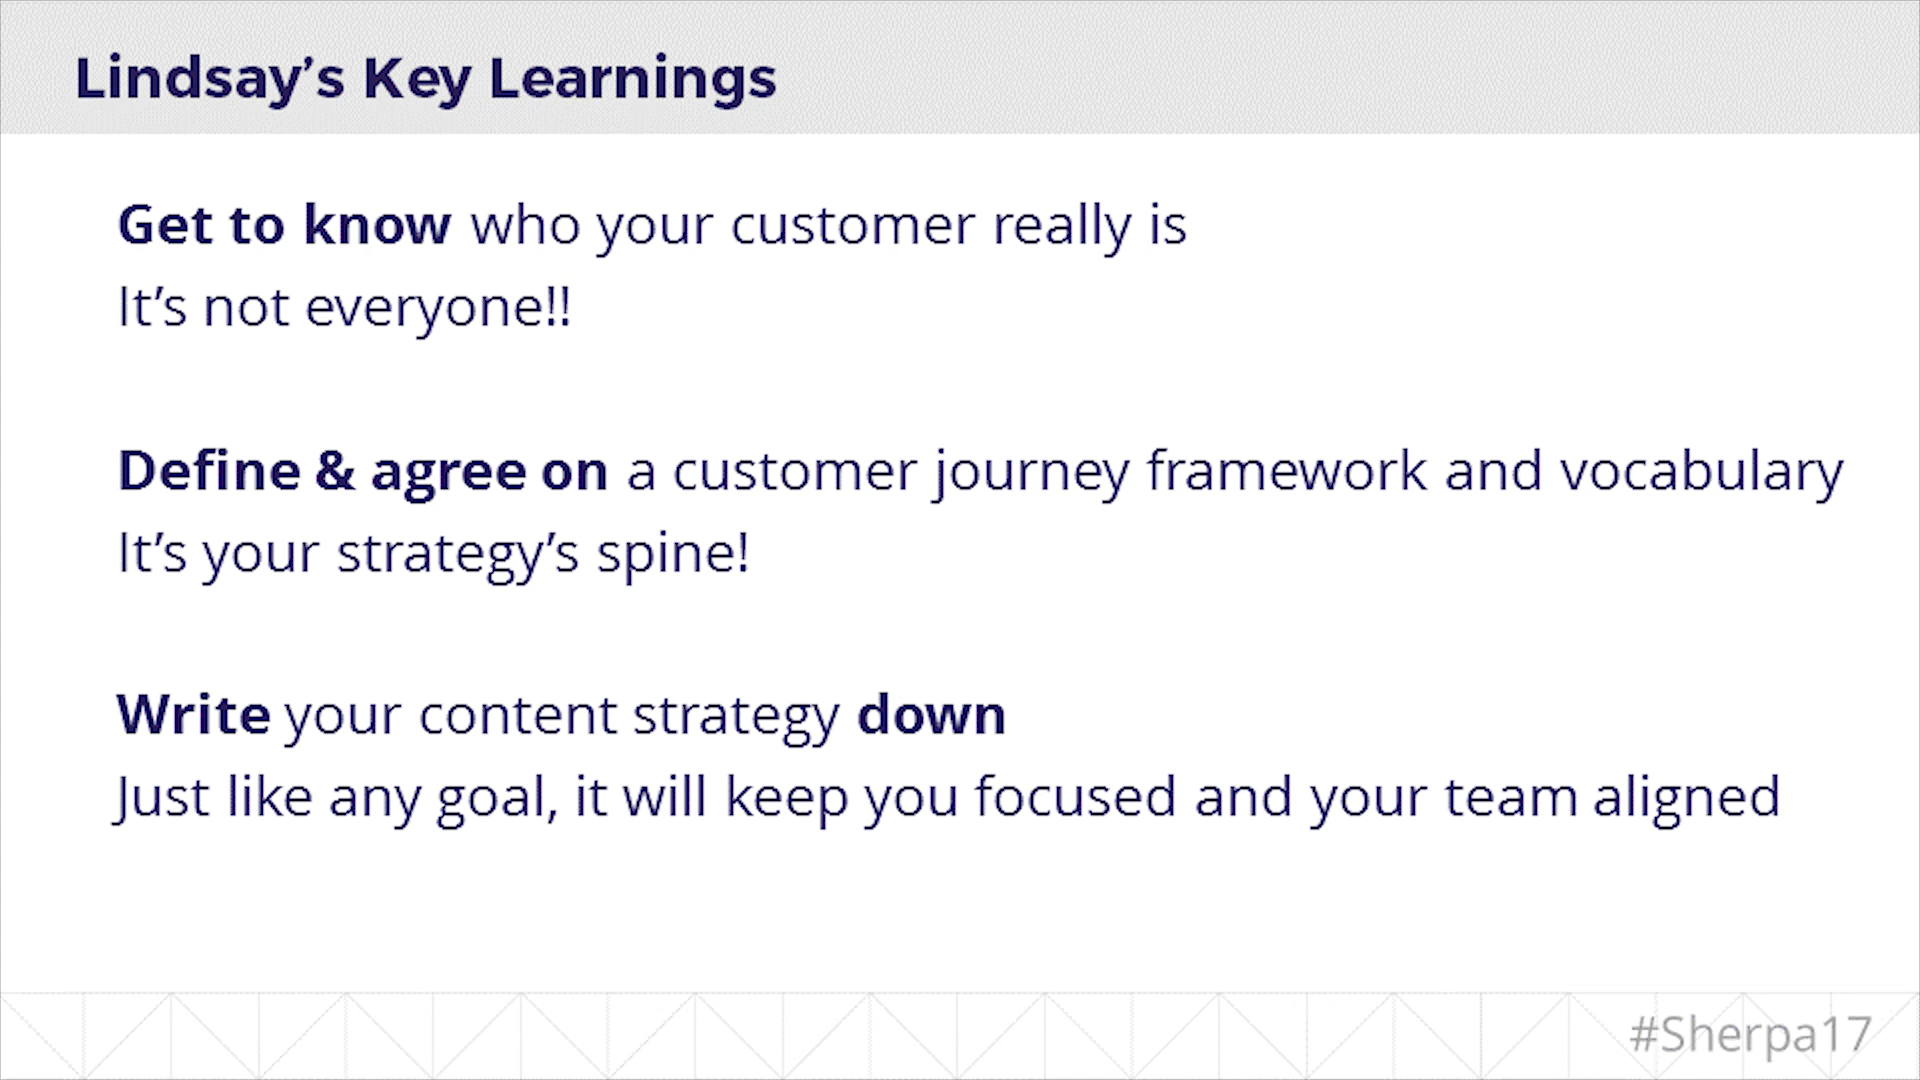 Lindsay’s Key Learnings
Get to know who your customer really is
It’s not everyone!!
Define & agree on a customer journey framework and vocabulary
It’s your strategy’s spine!
Write your content strategy down
Just like any goal, it will keep you focused and your team aligned
#Sherpa17